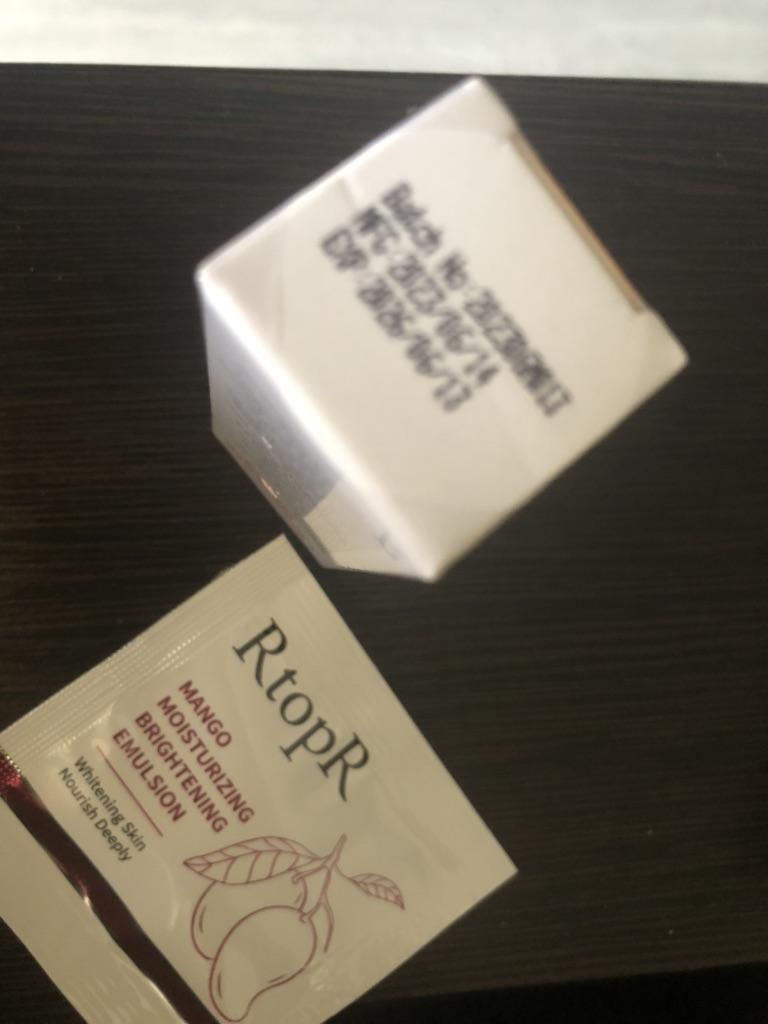 Batch No:
MFG:2023/06/14
EXP:2026/06/13
RtopR
MANGO
MOISTURIZING
BRIGHTENING
EMULSION
Whitening Skin
Nourish Deeply